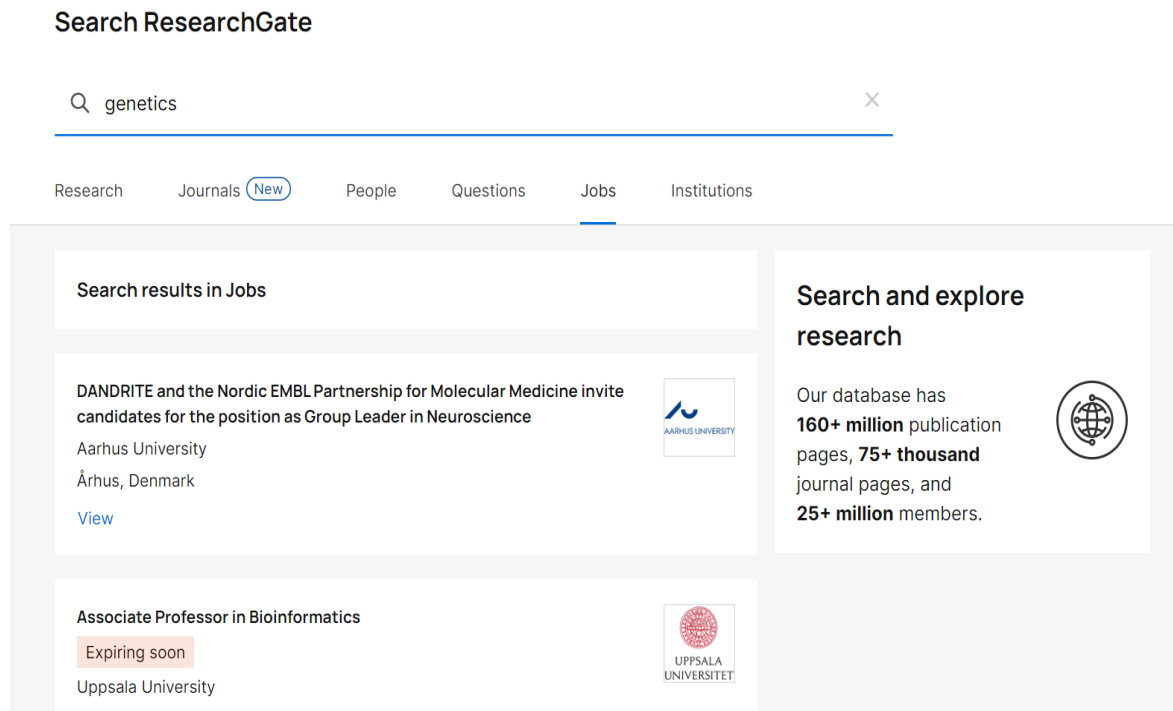 Search ResearchGate
genetics
Research Journals New People Questions Jobs Institutions
Search results in Jobs
DANDRITE and the Nordic EMBL Partnership for Molecular Medicine invite
candidates for the position as Group Leader in Neuroscience
Aarhus University
Århus, Denmark
View
AARHUS UNIVERSITY
Associate Professor in Bioinformatics
Expiring soon
Uppsala University
UPPSALA
UNIVERSITET
Search and explore
research
Our database has
160+ million publication
pages, 75+ thousand
journal pages, and
25+ million members.